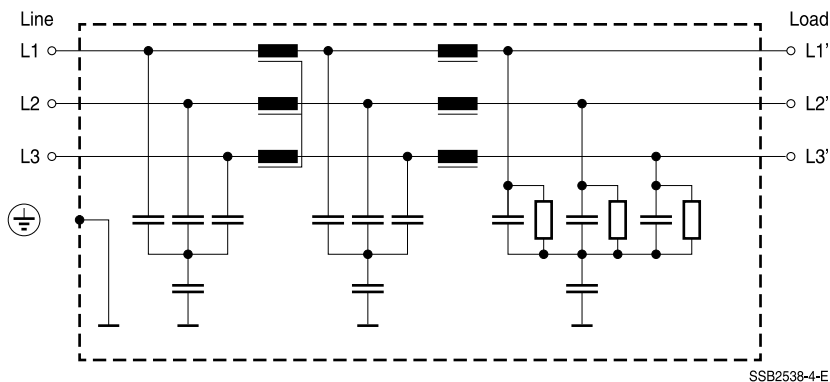 Line
Load
L1
L1'
L2
L2'
L3
L3'
SSB2538-4-E